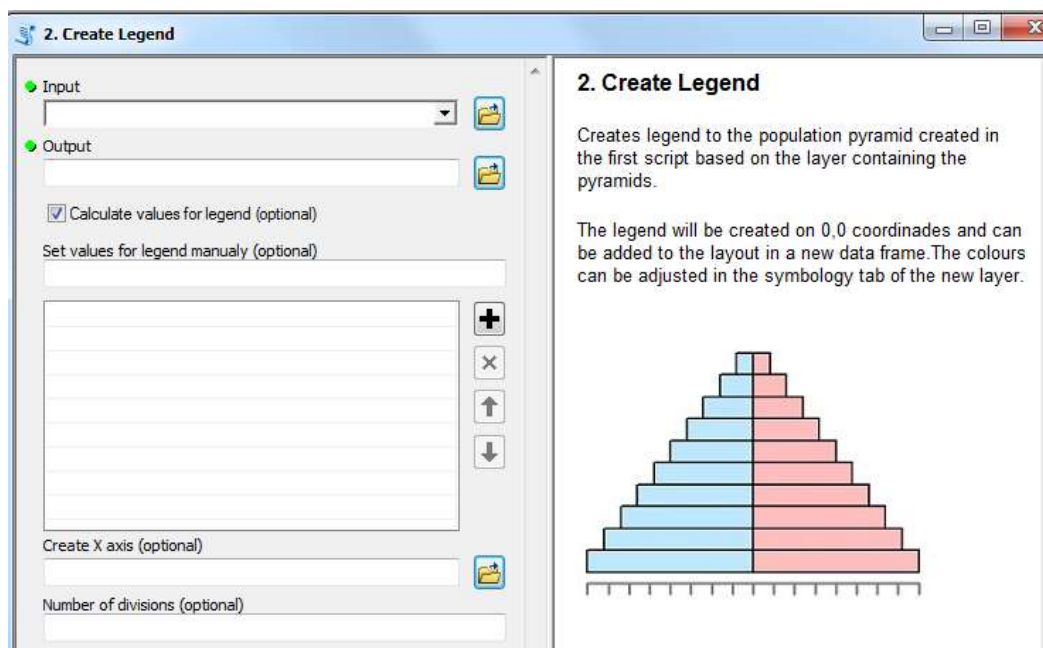 2. Create Legend
Input
Output
Calculate values for legend (optional)
Set values for legend manualy (optional)
Create X axis (optional)
Number of divisions (optional)
2. Create Legend
Creates legend to the population pyramid created in
the first script based on the layer containing the
pyramids.
The legend will be created on 0,0 coordinades and can
be added to the layout in a new data frame.The colours
can be adjusted in the symbology tab of the new layer.